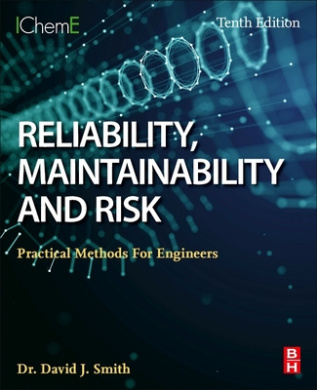 IChemE
Tenth Edition
RELIABILITY,
MAINTAINABILITY
AND RISK
Practical Methods For Engineers
Dr. David J. Smith
B H